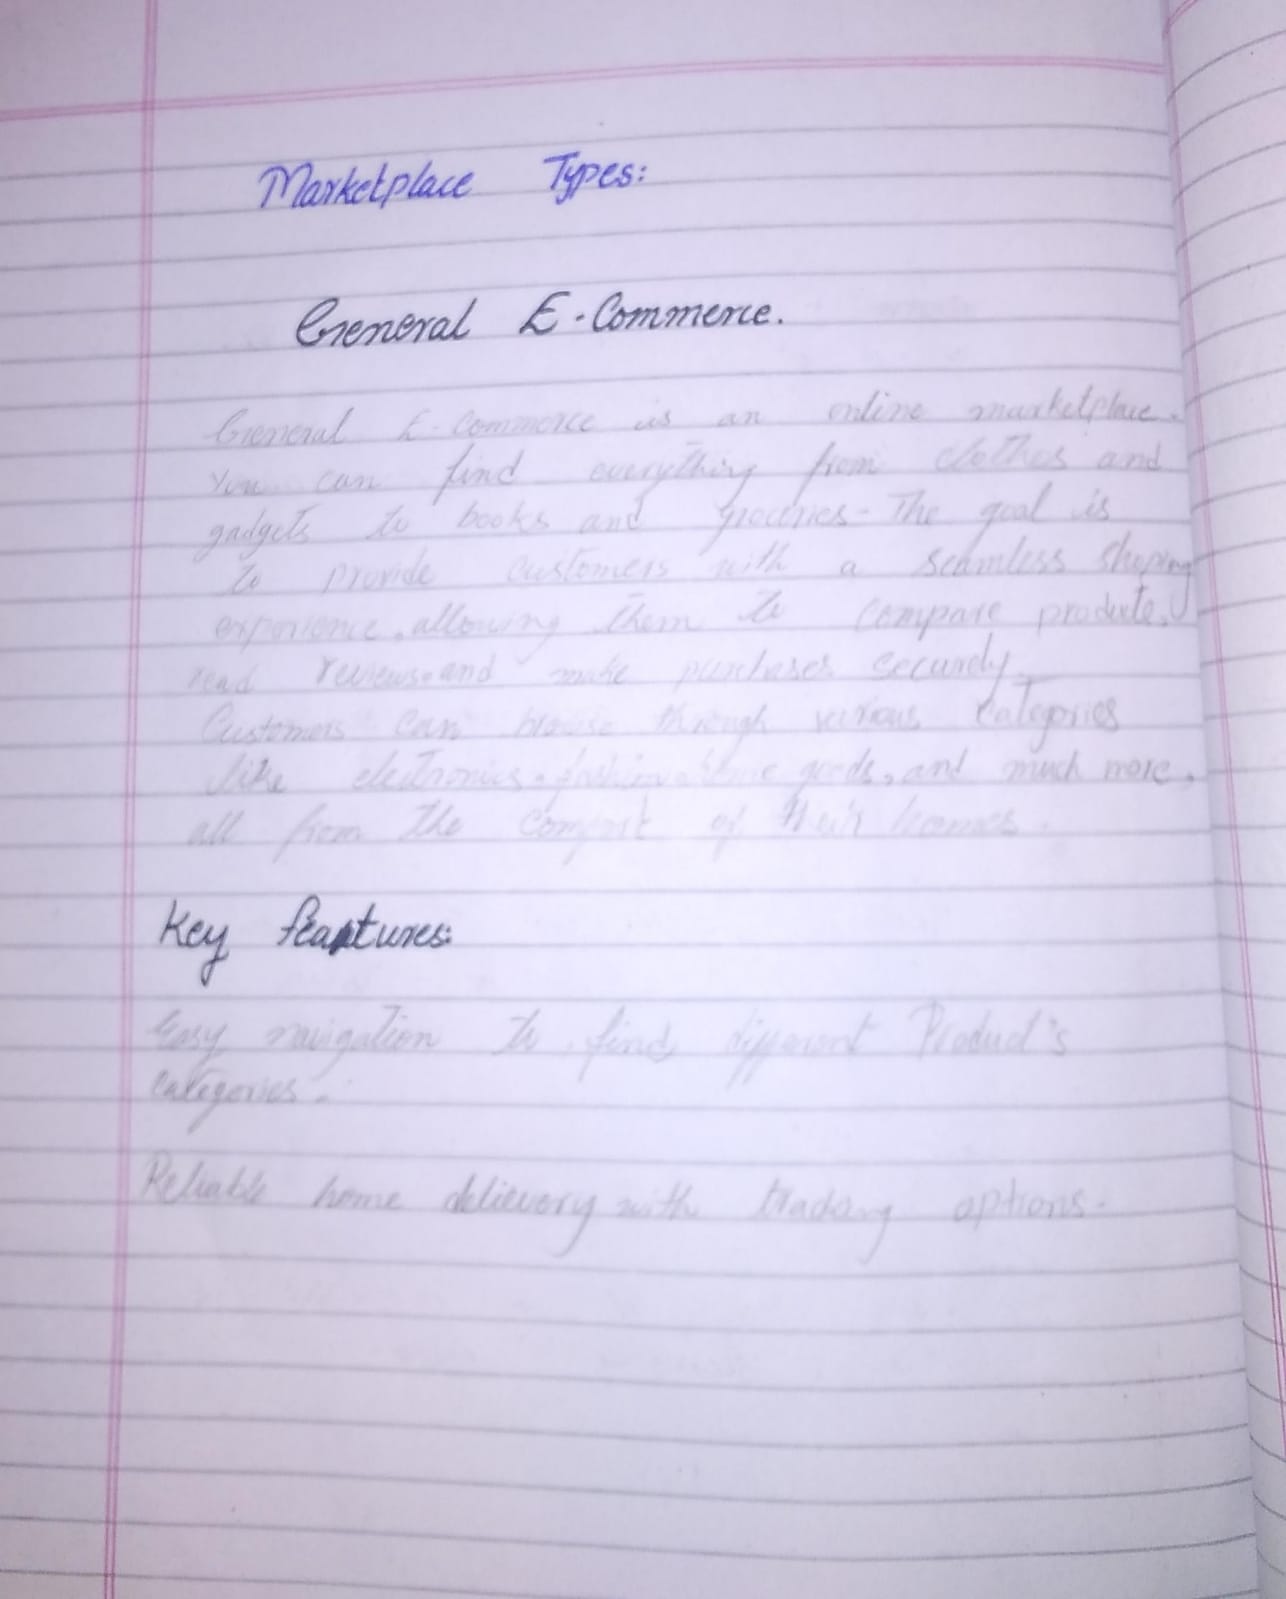 Marketplace Types:
General E-Commerce.
General E-Commerce is an online marketplace.
You can find everything from clothes and
gadgets to books and groceries - The goal is
to provide customers with a seamless shoping
experience, allowing them to compare products,
read reviews, and make purchases securely
Customers can browse through various categories
like electronics, fashion, home goods, and much more,
all from the comfort of their homes.
Key features:
Easy navigation to find different Product's
categories.
Reliable home delievery with options.